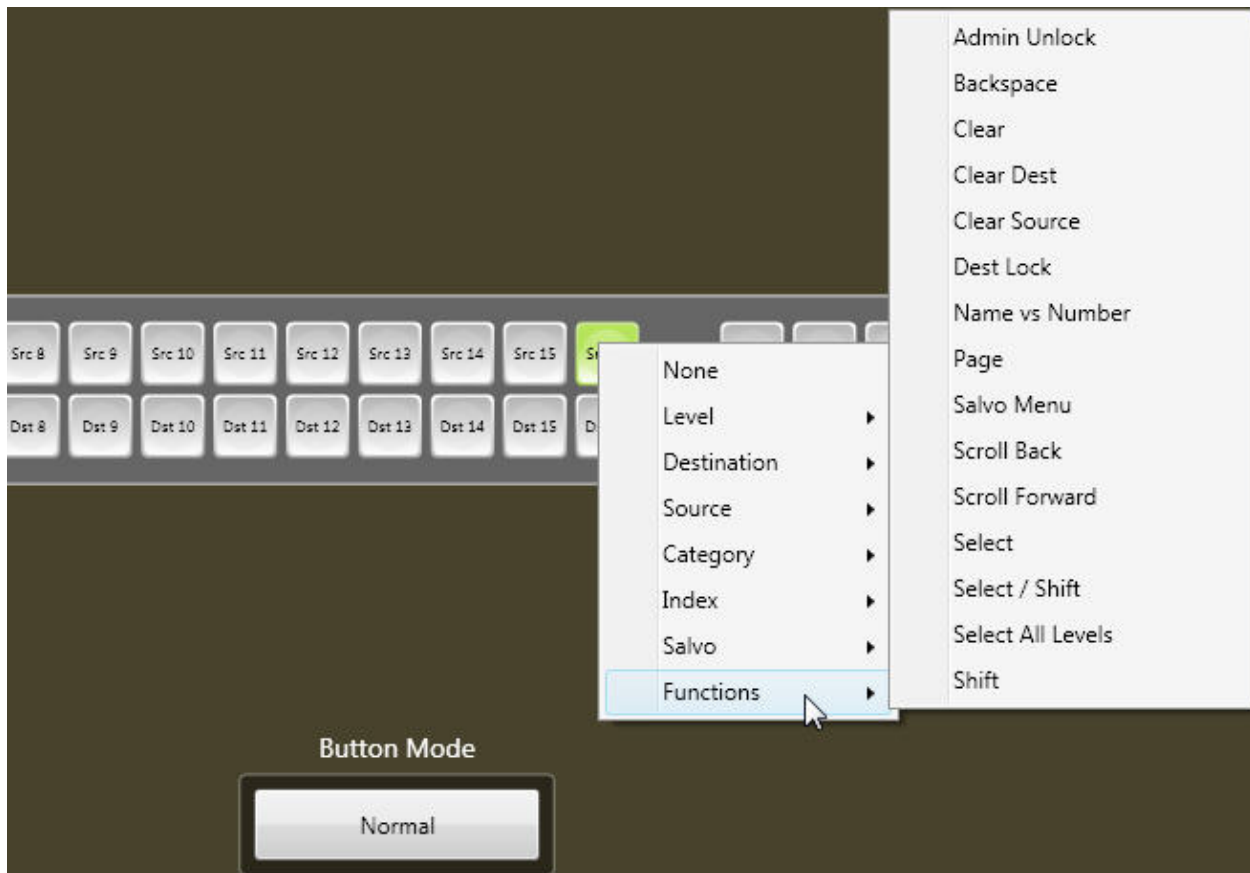 Admin Unlock
Backspace
Clear
Clear Dest
Clear Source
Dest Lock
Name vs Number
Page
Salvo Menu
Scroll Back
Scroll Forward
Select
Select / Shift
Select All Levels
Shift
Src 8 Src 9 Src 10 Src 11 Src 12 Src 13 Src 14 Src 15
Dst 8 Dst 9 Dst 10 Dst 11 Dst 12 Dst 13 Dst 14 Dst 15
None
Level
Destination
Source
Category
Index
Salvo
Functions
Button Mode
Normal